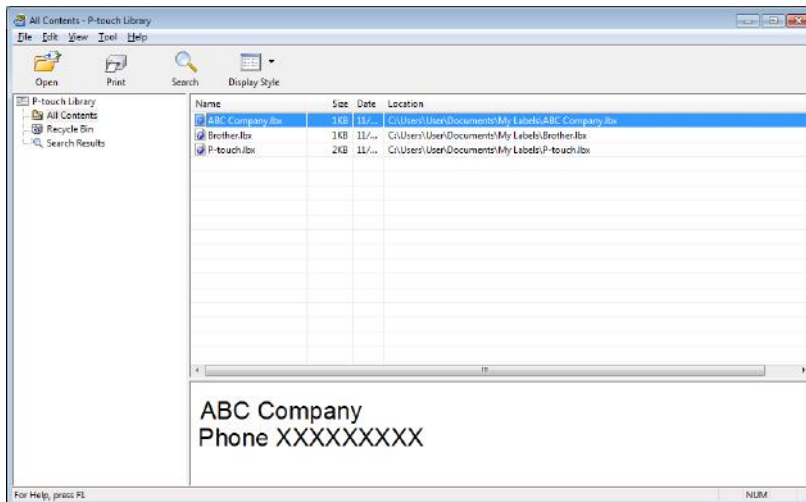 All Contents - P-touch Library
File Edit View Tool Help
Open Print Search Display Style
P-touch Library
All Contents
Recycle Bin
Search Results
Name Size Date Location
ABC Company.lbx 1KB 11/... C:\Users\User\Documents\My Labels\ABC Company.lbx
Brother.lbx 1KB 11/... C:\Users\User\Documents\My Labels\Brother.lbx
P-touch.lbx 2KB 11/... C:\Users\User\Documents\My Labels\P-touch.lbx
ABC Company
Phone XXXXXXXXX
For Help, press F1
NUM